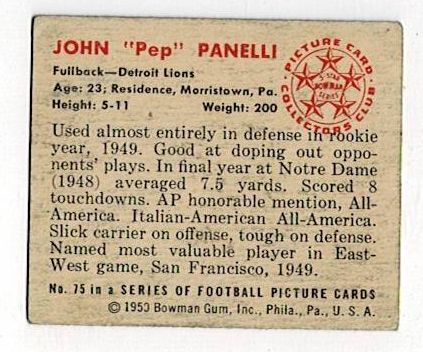 JOHN "Pep" PANELLI
Fullback—Detroit Lions
Age: 23; Residence, Morristown, Pa.
Height: 5-11 Weight: 200
PICTURE CARD
5-STAR
BOWMAN
SERIES
COLLECTORS CLUB
Used almost entirely in defense in rookie
year, 1949. Good at doping out oppo-
nents' plays. In final year at Notre Dame
(1948) averaged 7.5 yards. Scored 8
touchdowns. AP honorable mention, All-
America. Italian-American All-America.
Slick carrier on offense, tough on defense.
Named most valuable player in East-
West game, San Francisco, 1949.
No. 75 in a SERIES OF FOOTBALL PICTURE CARDS
©1950 Bowman Gum, Inc., Phila., Pa., U. S. A.